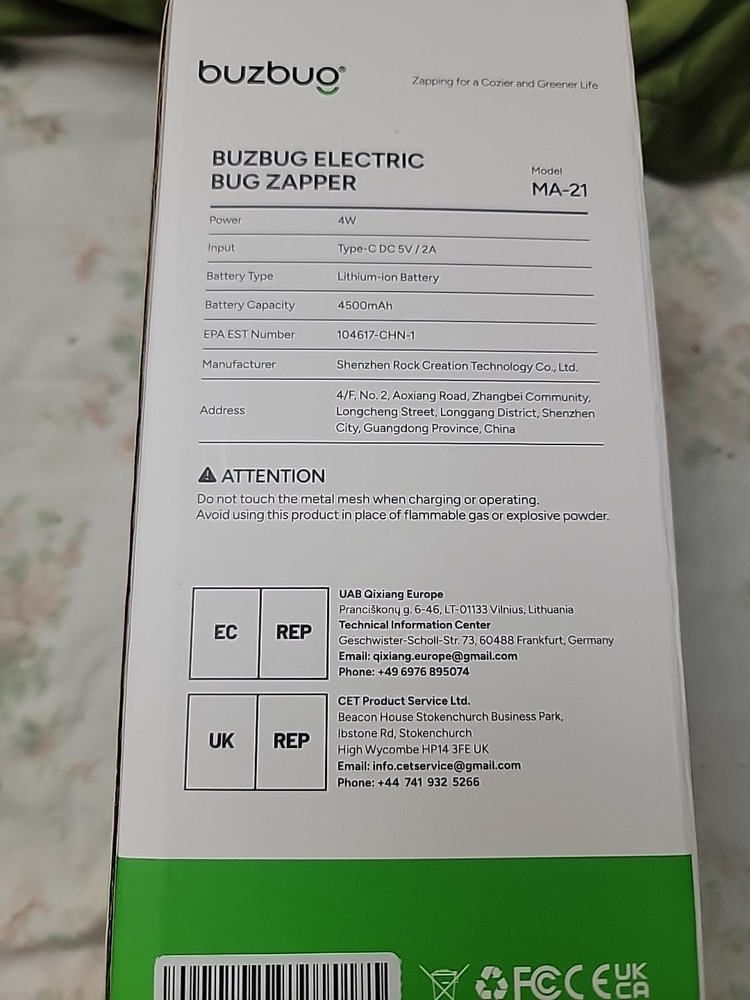 buzbug®
Zapping for a Cozier and Greener Life
BUZBUG ELECTRIC
BUG ZAPPER
Model
MA-21
Power 4W
Input Type-C DC 5V / 2A
Battery Type Lithium-ion Battery
Battery Capacity 4500mAh
EPA EST Number 104617-CHN-1
Manufacturer Shenzhen Rock Creation Technology Co., Ltd.
Address 4/F, No. 2, Aoxiang Road, Zhangbei Community,
Longcheng Street, Longgang District, Shenzhen
City, Guangdong Province, China
ATTENTION
Do not touch the metal mesh when charging or operating.
Avoid using this product in place of flammable gas or explosive powder.
EC REP
UAB Qixiang Europe
Pranciškonų g. 6-46, LT-01133 Vilnius, Lithuania
Technical Information Center
Geschwister-Scholl-Str. 73, 60488 Frankfurt, Germany
Email: qixiang.europe@gmail.com
Phone: +49 6976 895074
UK REP
CET Product Service Ltd.
Beacon House Stokenchurch Business Park,
Ibstone Rd, Stokenchurch
High Wycombe HP14 3FE UK
Email: info.cetservice@gmail.com
Phone: +44 741 932 5266
FC CE UK
CA